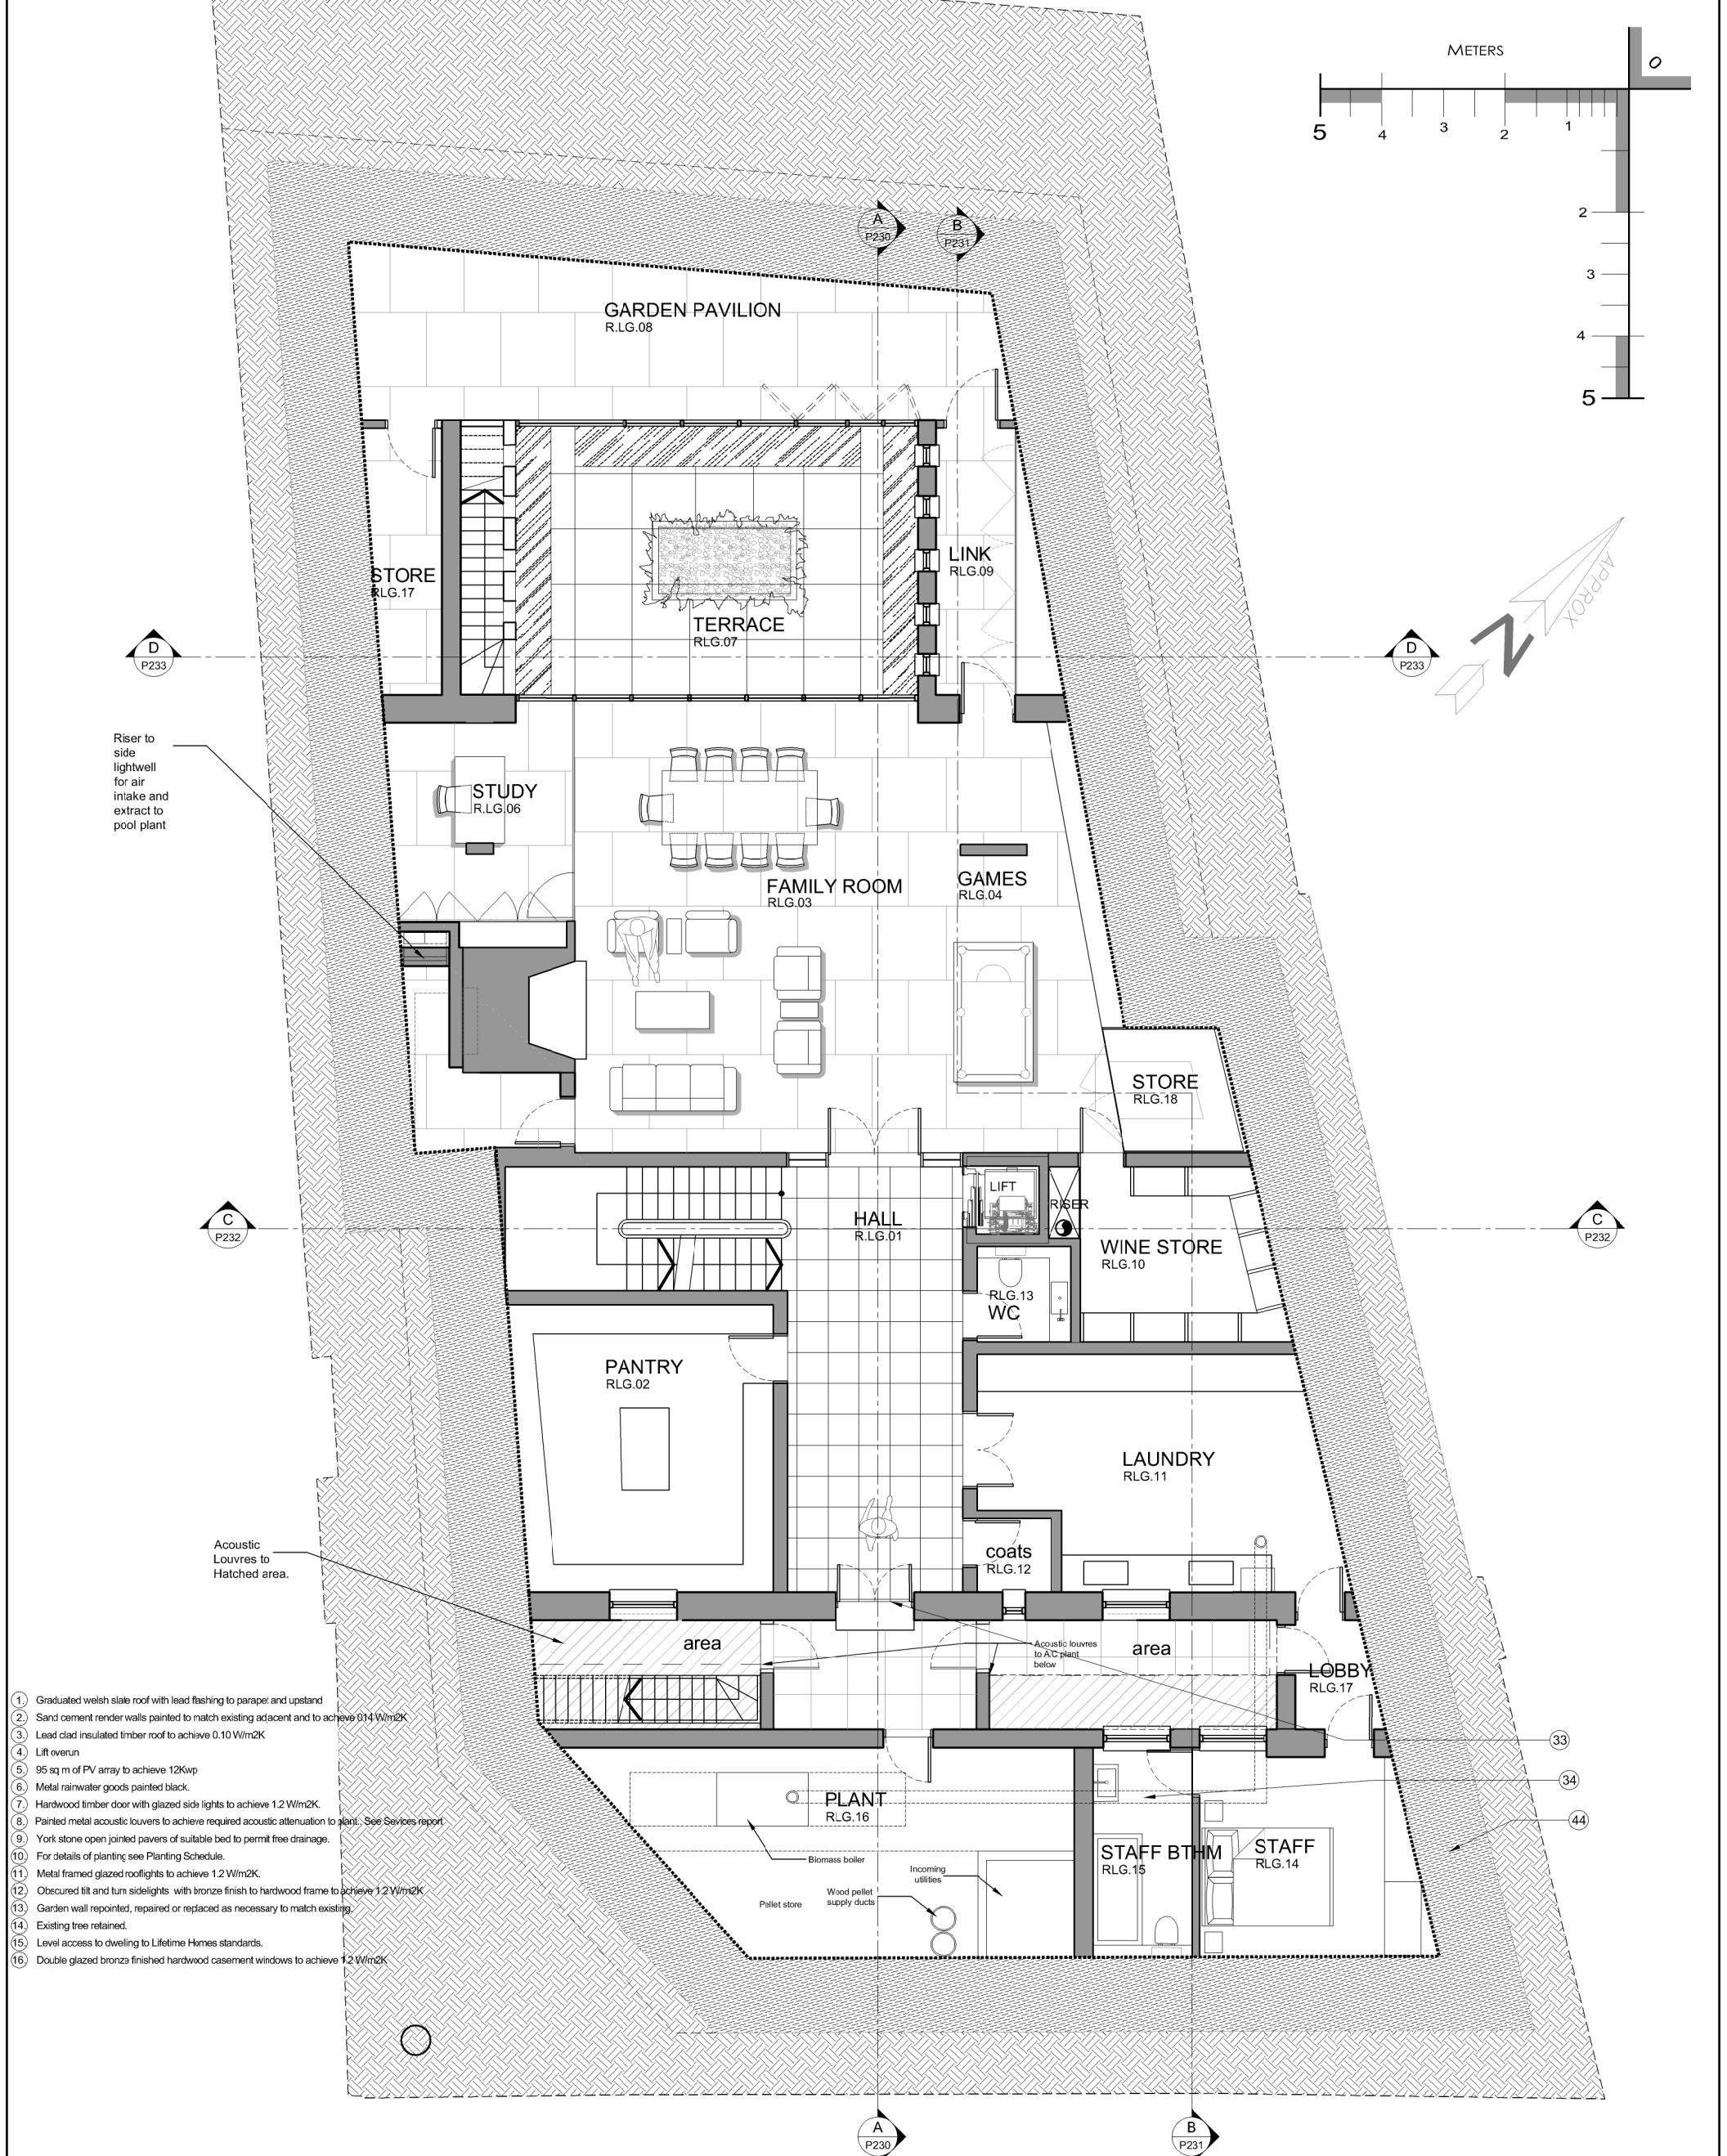 METERS
0
5
4
3
2
1
2
3
4
5
A
P230
B
P231
GARDEN PAVILION
R.LG.08
STORE
RLG.17
LINK
RLG.09
TERRACE
RLG.07
D
P233
D
P233
N
APPROX
Riser to
side
lightwell
for air
intake and
extract to
pool plant
STUDY
R.LG.06
FAMILY ROOM
RLG.03
GAMES
RLG.04
STORE
RLG.18
C
P232
C
P232
LIFT
RISER
HALL
R.LG.01
WINE STORE
RLG.10
RLG.13
WC
PANTRY
RLG.02
LAUNDRY
RLG.11
coats
RLG.12
Acoustic
Louvres to
Hatched area.
area
Acoustic louvres
to AC plant
below
area
LOBBY
RLG.17
33
34
44
PLANT
RLG.16
Biomass boiler
Pellet store
Wood pellet
supply ducts
Incoming
utilities
STAFF BTHM
RLG.15
STAFF
RLG.14
1. Graduated welsh slate roof with lead flashing to parapet and upstand
2. Sand cement render walls painted to match existing adjacent and to achieve 0.14 W/m2K
3. Lead clad insulated timber roof to achieve 0.10 W/m2K
4. Lift overun
5. 95 sq m of PV array to achieve 12Kwp
6. Metal rainwater goods painted black.
7. Hardwood timber door with glazed side lights to achieve 1.2 W/m2K.
8. Painted metal acoustic louvers to achieve required acoustic attenuation to plant. See Sevices report
9. York stone open jointed pavers of suitable bed to permit free drainage.
10. For details of planting see Planting Schedule.
11. Metal framed glazed rooflights to achieve 1.2 W/m2K.
12. Obscured tilt and turn sidelights with bronze finish to hardwood frame to achieve 1.2 W/m2K
13. Garden wall repointed, repaired or replaced as necessary to match existing.
14. Existing tree retained.
15. Level access to dweling to Lifetime Homes standards.
16. Double glazed bronze finished hardwood casement windows to achieve 1.2 W/m2K
A
P230
B
P231